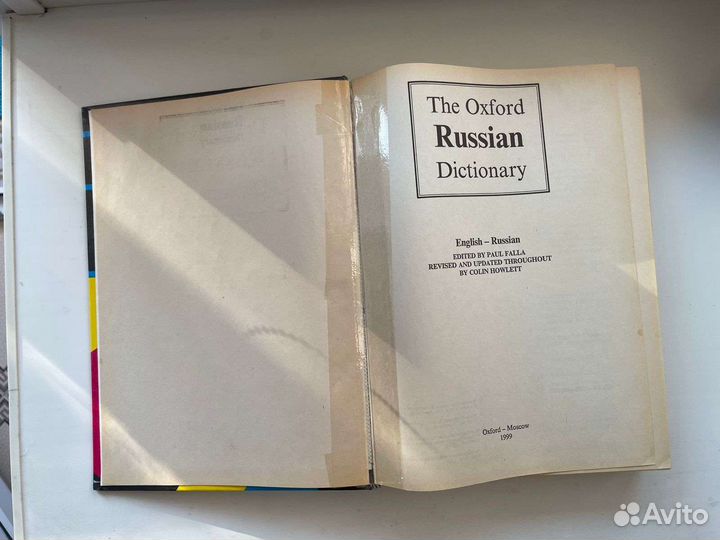 The Oxford
Russian
Dictionary
English – Russian
EDITED BY PAUL FALLA
REVISED AND UPDATED THROUGHOUT
BY COLIN HOWLETT
Oxford – Moscow
1999
Avito